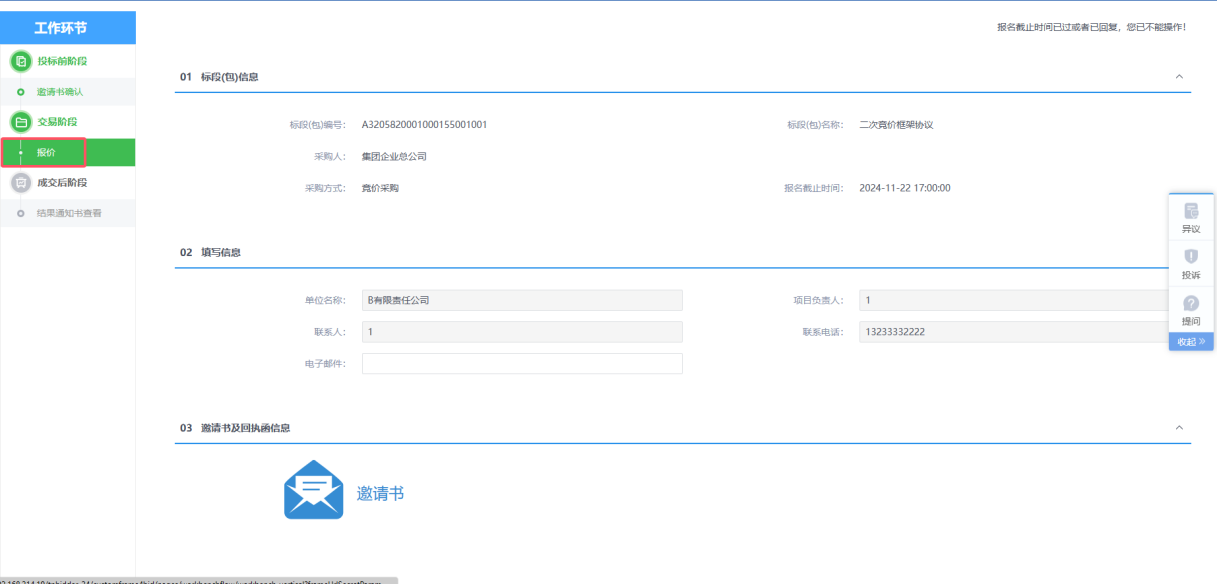 工作环节
报名截止时间已过或者已回复，您已不能操作!
投标前阶段
邀请书确认
交易阶段
报价
成交后阶段
结果通知书查看
01 标段(包)信息
标段(包)编号： A3205820001000155001001
标段(包)名称： 二次竞价框架协议
采购人： 集团企业总公司
采购方式： 竞价采购
报名截止时间： 2024-11-22 17:00:00
02 填写信息
单位名称： B有限责任公司
项目负责人： 1
联系人： 1
联系电话： 13233332222
电子邮件：
03 邀请书及回执函信息
邀请书
异议
投诉
提问
收起 »